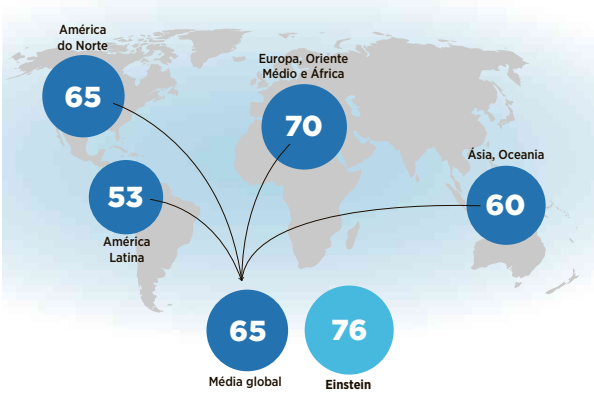 América
do Norte
65
Europa, Oriente
Médio e África
70
Ásia, Oceania
60
53
América
Latina
65
Média global
76
Einstein